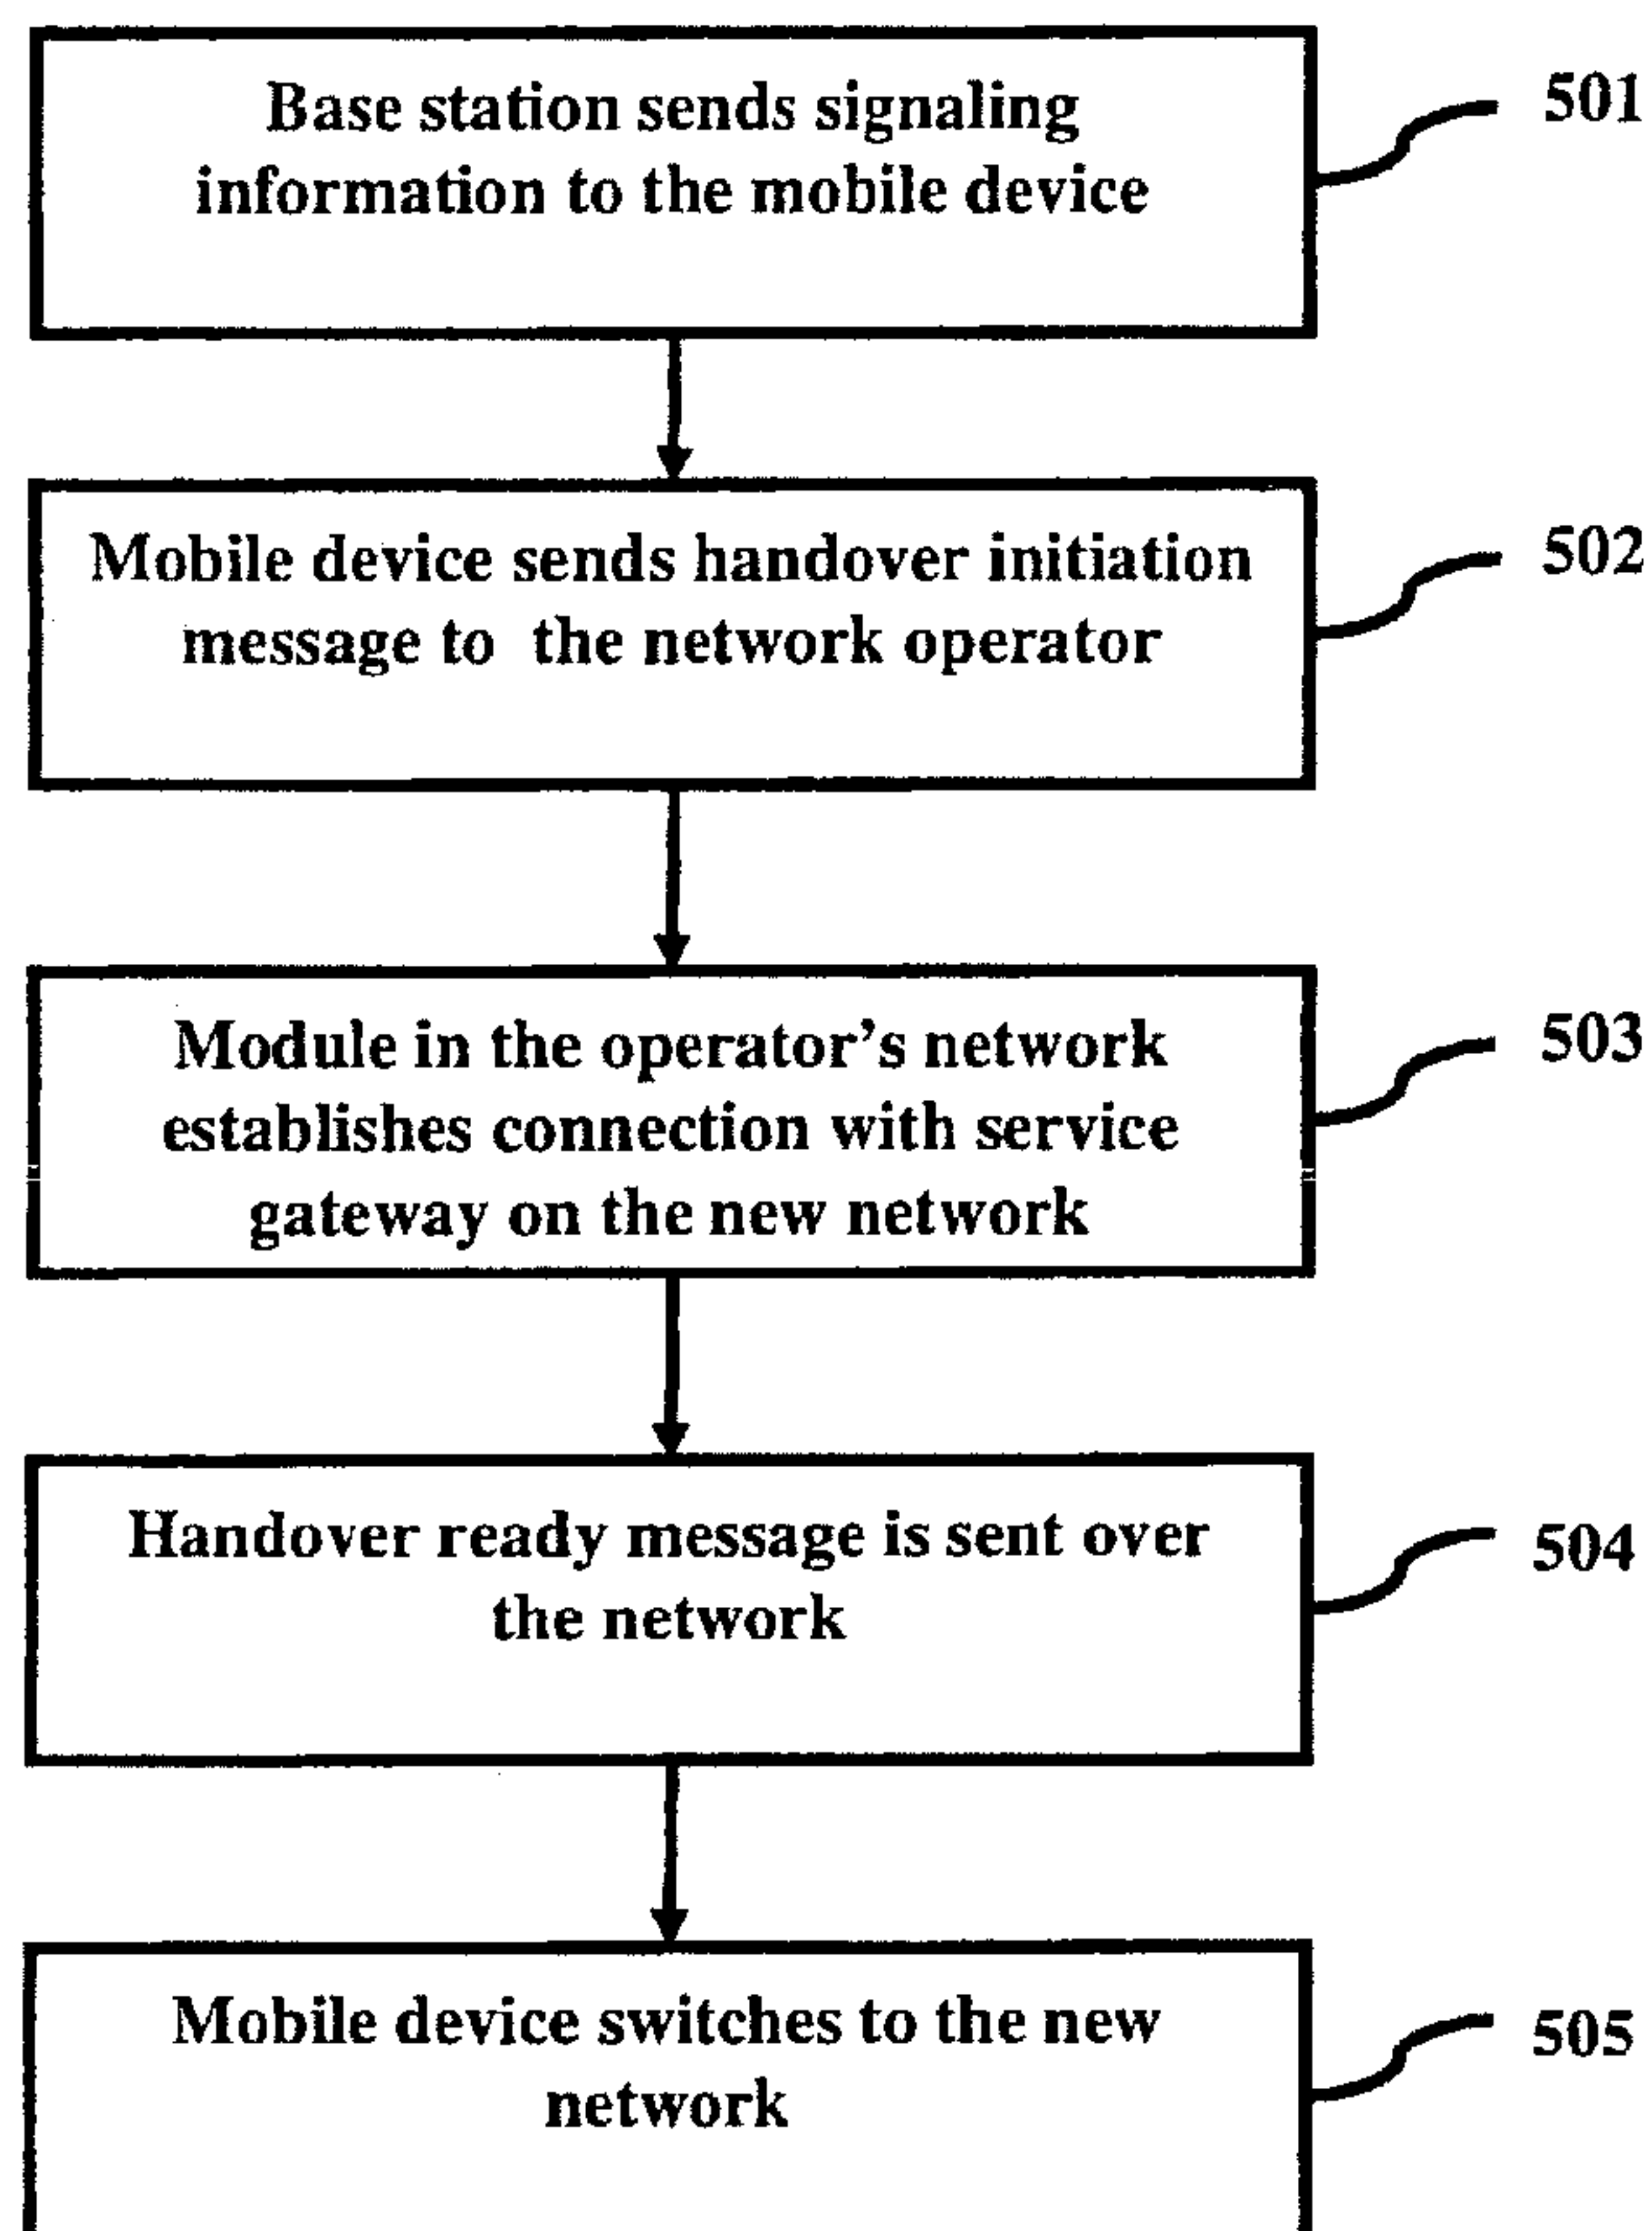 Base station sends signaling
information to the mobile device
501
Mobile device sends handover initiation
message to the network operator
502
Module in the operator's network
establishes connection with service
gateway on the new network
503
Handover ready message is sent over
the network
504
Mobile device switches to the new
network
505